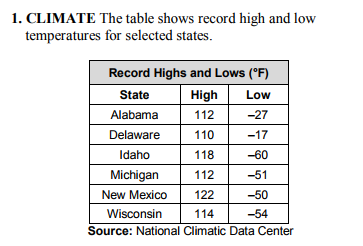 1. CLIMATE The table shows record high and low
temperatures for selected states.
Record Highs and Lows (°F)
State High Low
Alabama 112 –27
Delaware 110 –17
Idaho 118 –60
Michigan 112 –51
New Mexico 122 –50
Wisconsin 114 –54
Source: National Climatic Data Center